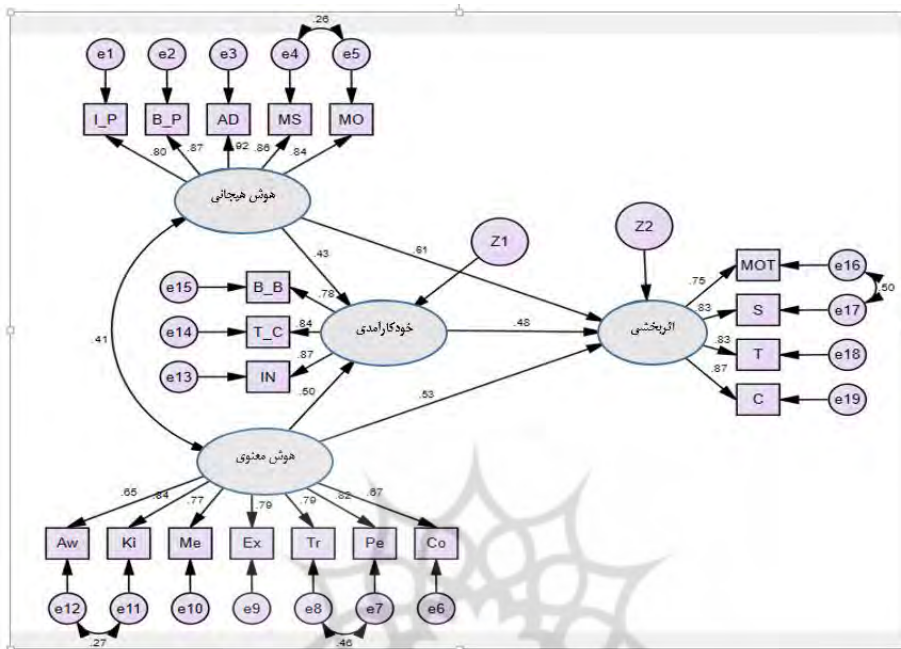 .26
e1 e2 e3 e4 e5
I_P B_P AD MS MO
.80 .87 .92 .86 .84
هوش هیجانی
Z1 Z2
.43 .61
e15 B_B .78
e14 T_C .84
e13 IN .87
خودکارآمدی
.48
اثربخشی
.75 MOT e16
.50
.83 S e17
.83 T e18
.87 C e19
.41
.50 .53
هوش معنوی
.65 .84 .77 .79 .79 .82 .67
Aw Ki Me Ex Tr Pe Co
e12 e11 e10 e9 e8 e7 e6
.27 .46